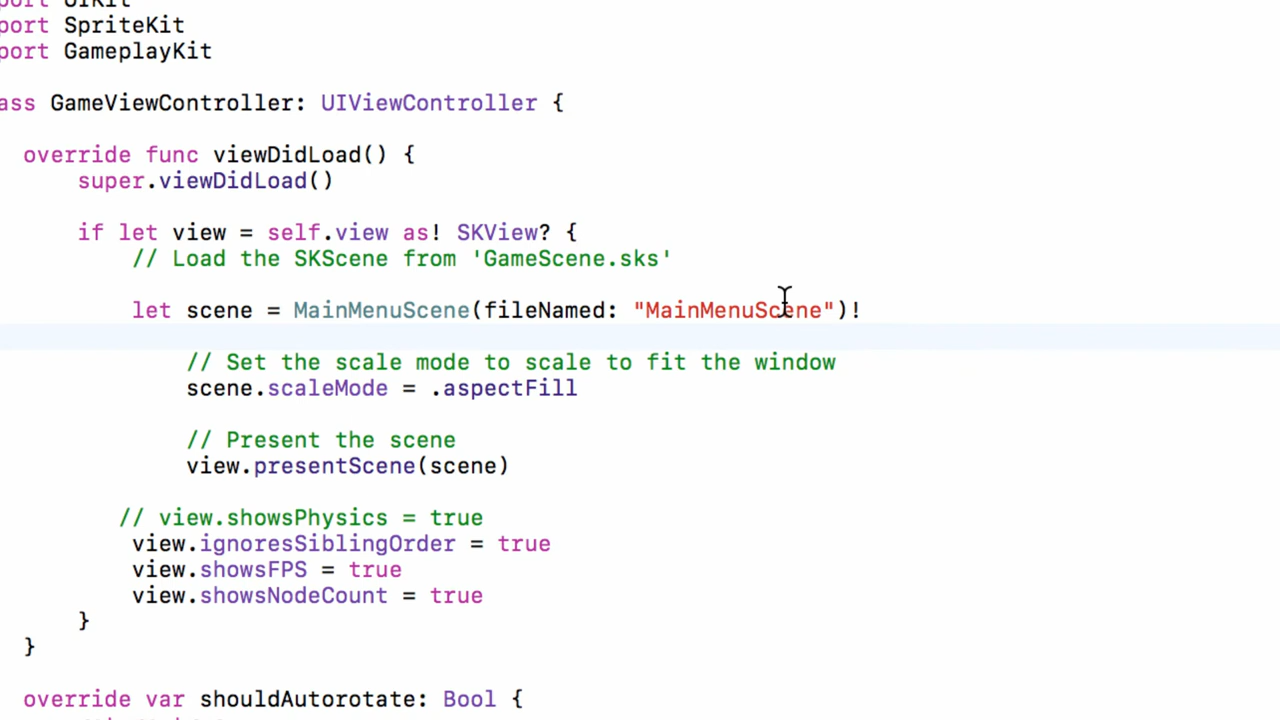 port UIKit
port SpriteKit
port GameplayKit
ass GameViewController: UIViewController {
override func viewDidLoad() {
super.viewDidLoad()
if let view = self.view as! SKView? {
// Load the SKScene from 'GameScene.sks'
let scene = MainMenuScene(fileNamed: "MainMenuScene")!
// Set the scale mode to scale to fit the window
scene.scaleMode = .aspectFill
// Present the scene
view.presentScene(scene)
// view.showsPhysics = true
view.ignoresSiblingOrder = true
view.showsFPS = true
view.showsNodeCount = true
}
}
override var shouldAutorotate: Bool {